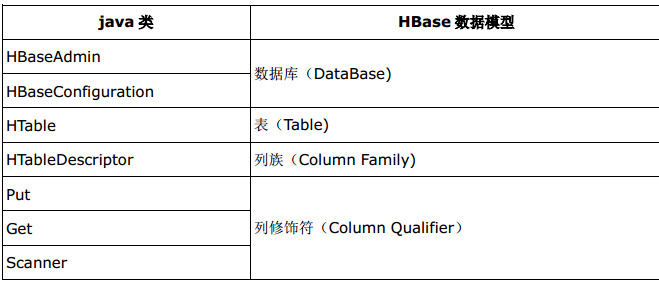 java 类
HBase 数据模型
HBaseAdmin
数据库（DataBase)
HBaseConfiguration
HTable
表（Table)
HTableDescriptor
列族（Column Family)
Put
Get
列修饰符（Column Qualifier）
Scanner